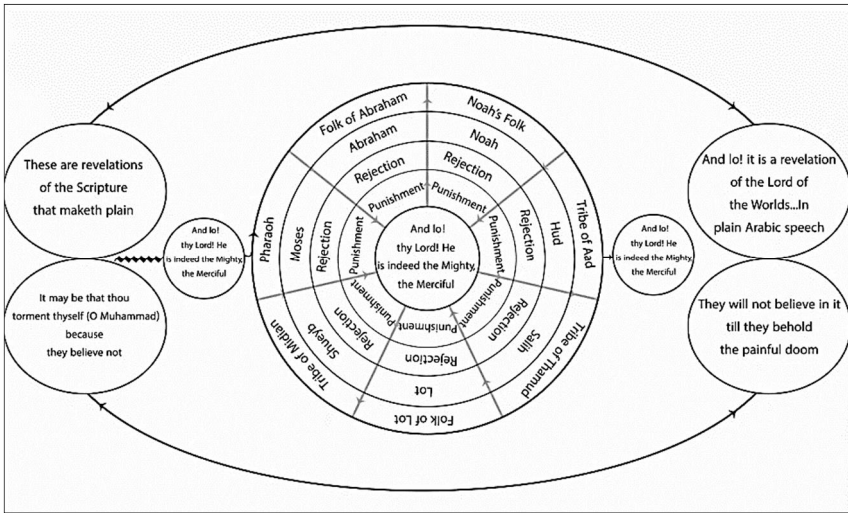 These are revelations
of the Scripture
that maketh plain
It may be that thou
torment thyself (O Muhammad)
because
they believe not
And lo!
thy Lord! He
is indeed the Mighty,
the Merciful
Folk of Abraham
Abraham
Rejection
Punishment
Noah's Folk
Noah
Rejection
Punishment
Tribe of Aad
Hud
Rejection
Punishment
Tribe of Thamud
Salih
Rejection
Punishment
Folk of Lot
Lot
Rejection
Punishment
Tribe of Midian
Shueyb
Rejection
Punishment
Pharaoh
Moses
Rejection
Punishment
And lo!
thy Lord! He
is indeed the Mighty,
the Merciful
And lo!
thy Lord! He
is indeed the Mighty,
the Merciful
And lo! it is a revelation
of the Lord of
the Worlds...In
plain Arabic speech
They will not believe in it
till they behold
the painful doom